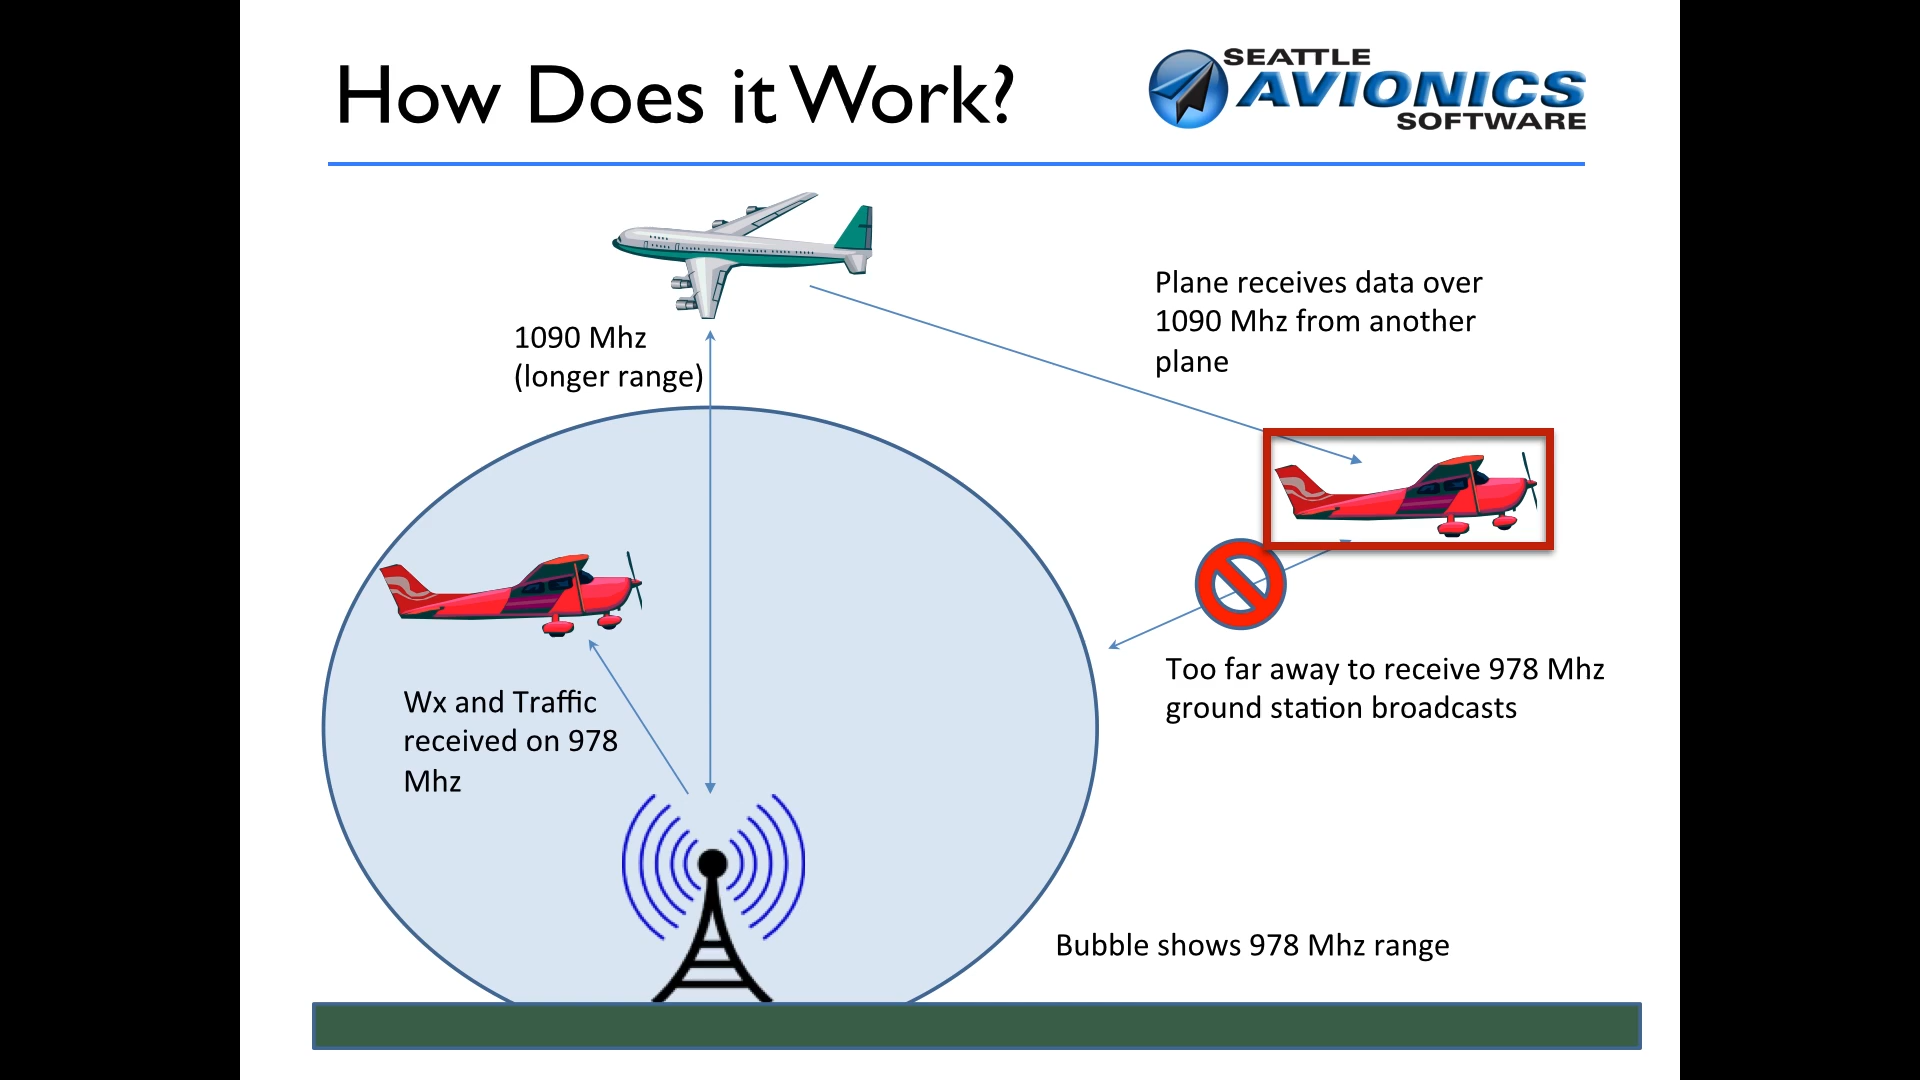 How Does it Work?
SEATTLE
AVIONICS
SOFTWARE
1090 Mhz
(longer range)
Plane receives data over
1090 Mhz from another
plane
Wx and Traffic
received on 978
Mhz
Too far away to receive 978 Mhz
ground station broadcasts
Bubble shows 978 Mhz range